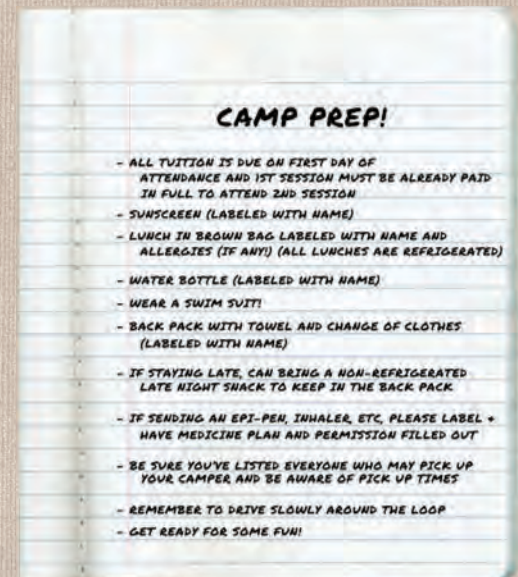 CAMP PREP!
- ALL TUITION IS DUE ON FIRST DAY OF
ATTENDANCE AND 1ST SESSION MUST BE ALREADY PAID
IN FULL TO ATTEND 2ND SESSION
- SUNSCREEN (LABELED WITH NAME)
- LUNCH IN BROWN BAG LABELED WITH NAME AND
ALLERGIES (IF ANY!) (ALL LUNCHES ARE REFRIGERATED)
- WATER BOTTLE (LABELED WITH NAME)
- WEAR A SWIM SUIT!
- BACK PACK WITH TOWEL AND CHANGE OF CLOTHES
(LABELED WITH NAME)
- IF STAYING LATE, CAN BRING A NON-REFRIGERATED
LATE NIGHT SNACK TO KEEP IN THE BACK PACK
- IF SENDING AN EPI-PEN, INHALER, ETC, PLEASE LABEL +
HAVE MEDICINE PLAN AND PERMISSION FILLED OUT
- BE SURE YOU'VE LISTED EVERYONE WHO MAY PICK UP
YOUR CAMPER AND BE AWARE OF PICK UP TIMES
- REMEMBER TO DRIVE SLOWLY AROUND THE LOOP
- GET READY FOR SOME FUN!